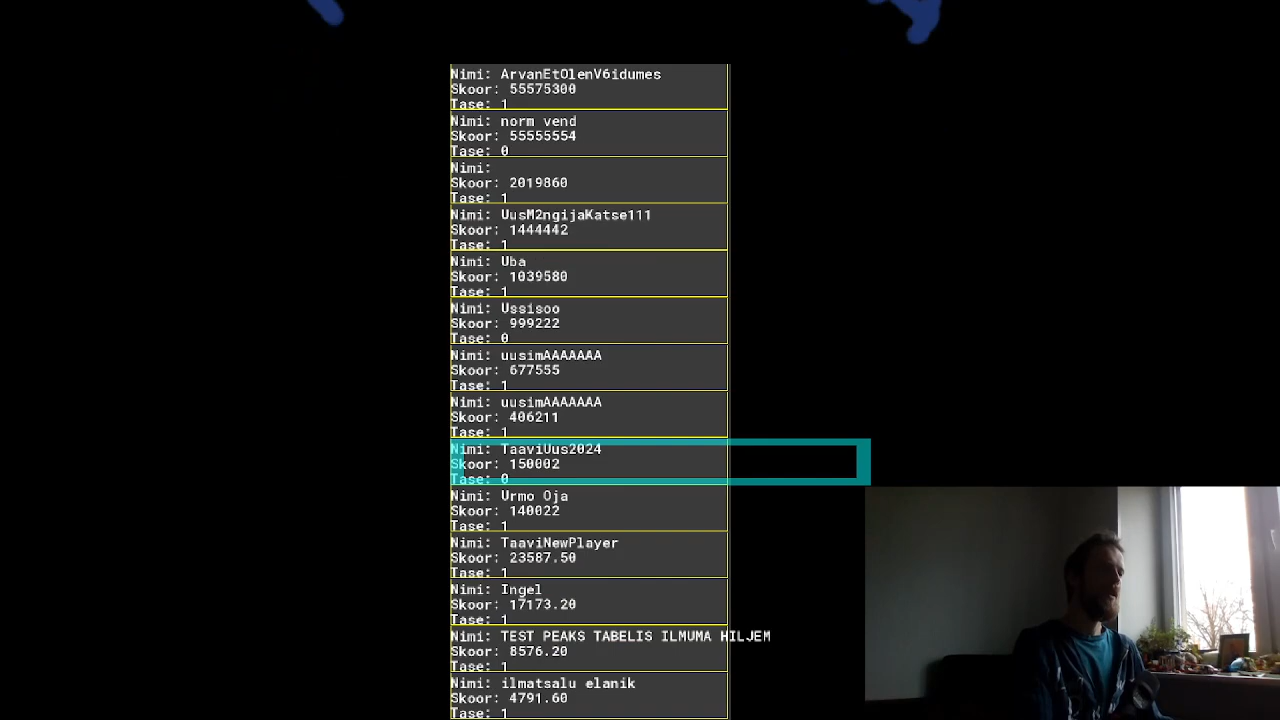 Nimi: ArvanEtOlenV6idumes
Skoor: 55575300
Tase: 1
Nimi: norm vend
Skoor: 55555554
Tase: 0
Nimi:
Skoor: 2019860
Tase: 1
Nimi: UusM2ngijaKatse111
Skoor: 1444442
Tase: 1
Nimi: Uba
Skoor: 1039580
Tase: 1
Nimi: Ussisoo
Skoor: 999222
Tase: 0
Nimi: uusimAAAAAAA
Skoor: 677555
Tase: 1
Nimi: uusimAAAAAAA
Skoor: 406211
Tase: 1
Nimi: TaaviUus2024
Skoor: 150002
Tase: 0
Nimi: Urmo Oja
Skoor: 140022
Tase: 1
Nimi: TaaviNewPlayer
Skoor: 23587.50
Tase: 1
Nimi: Ingel
Skoor: 17173.20
Tase: 1
Nimi: TEST PEAKS TABELIS ILMUMA HILJEM
Skoor: 8576.20
Tase: 1
Nimi: ilmatsalu elanik
Skoor: 4791.60
Tase: 1